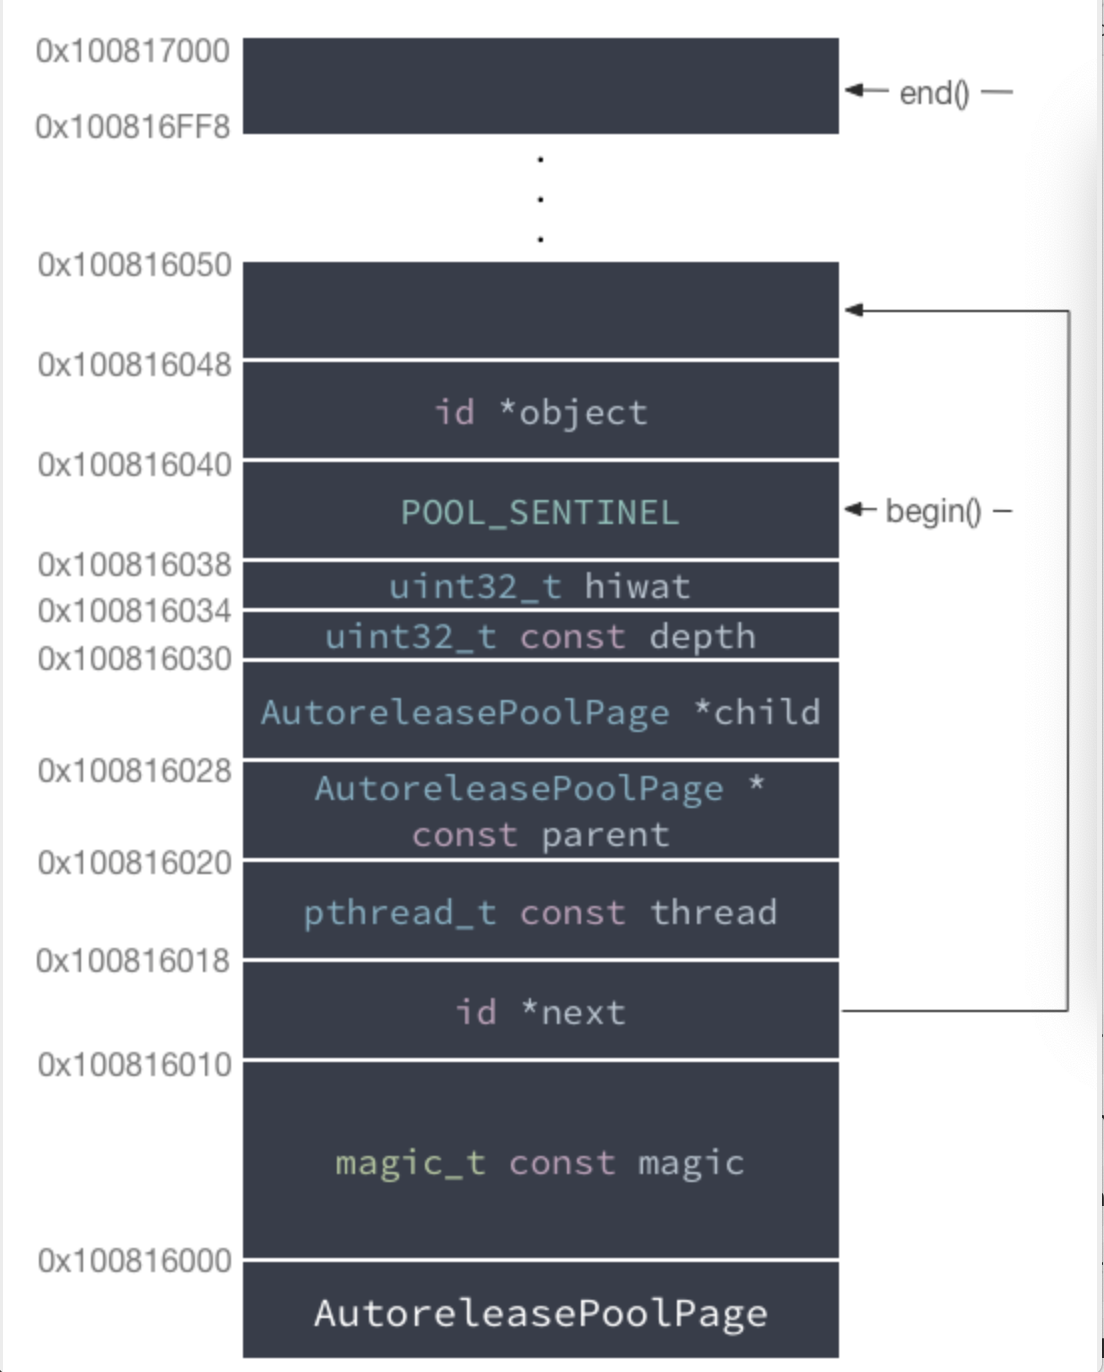 0x100817000
← end() —
0x100816FF8
0x100816050
0x100816048
id *object
0x100816040
POOL_SENTINEL
← begin() —
0x100816038
uint32_t hiwat
0x100816034
uint32_t const depth
0x100816030
AutoreleasePoolPage *child
0x100816028
AutoreleasePoolPage *
const parent
0x100816020
pthread_t const thread
0x100816018
id *next
0x100816010
magic_t const magic
0x100816000
AutoreleasePoolPage